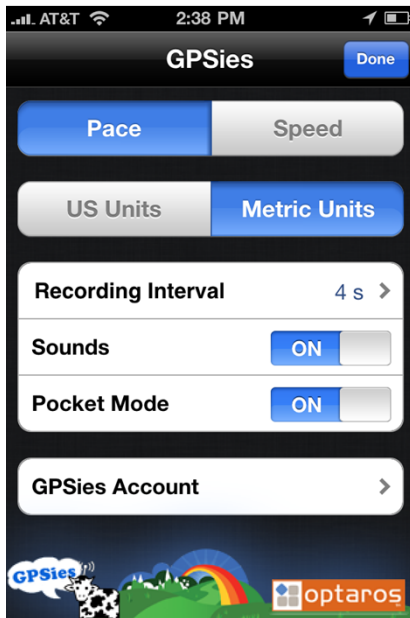 AT&T 2:38 PM
GPSies Done
Pace Speed
US Units Metric Units
Recording Interval 4 s
Sounds ON
Pocket Mode ON
GPSies Account
GPSies
optaros